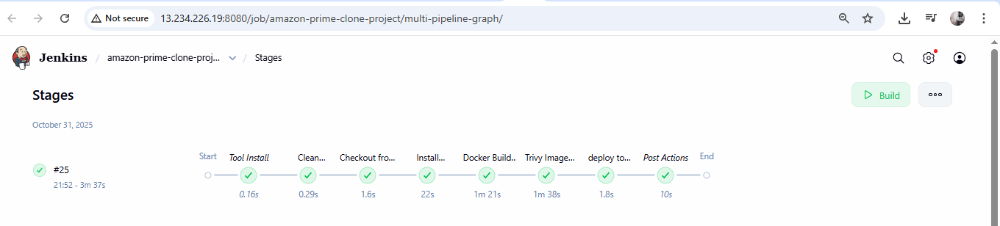 Not secure 13.234.226.19:8080/job/amazon-prime-clone-project/multi-pipeline-graph/
Jenkins / amazon-prime-clone-proj... / Stages
Stages
Build
October 31, 2025
Start Tool Install Clean... Checkout fro... Install... Docker Build.. Trivy Image... deploy to... Post Actions End
#25
21:52 - 3m 37s
0.16s 0.29s 1.6s 22s 1m 21s 1m 38s 1.8s 10s